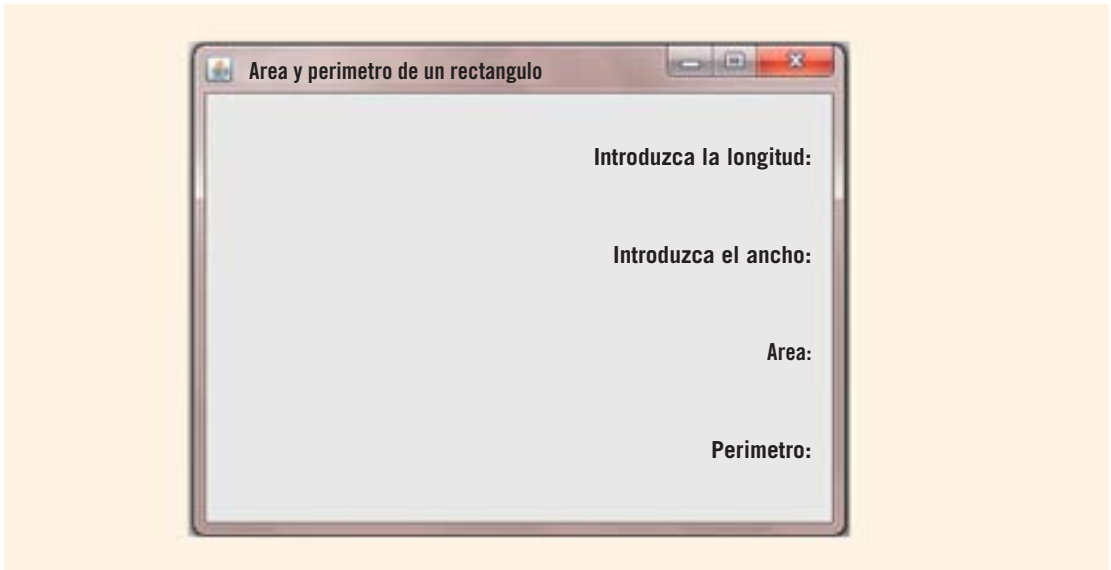 Area y perimetro de un rectangulo
Introduzca la longitud:
Introduzca el ancho:
Area:
Perimetro: